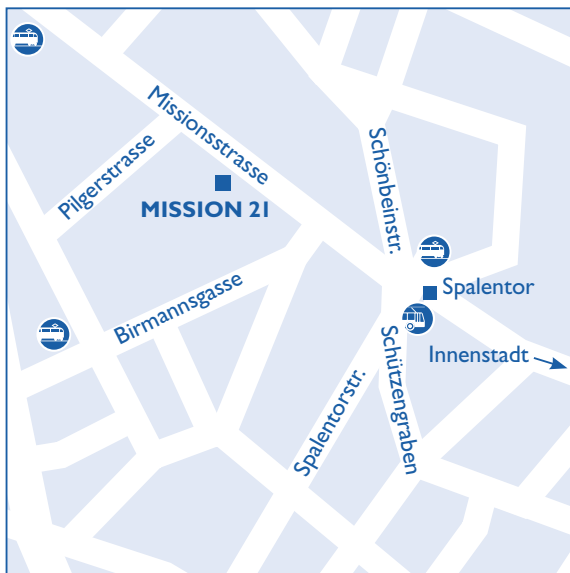 Missionsstrasse
Pilgerstrasse
Schönbeinstr.
MISSION 21
Birmannsgasse
Spalentor
Innenstadt
Schützengraben
Spalentorstr.